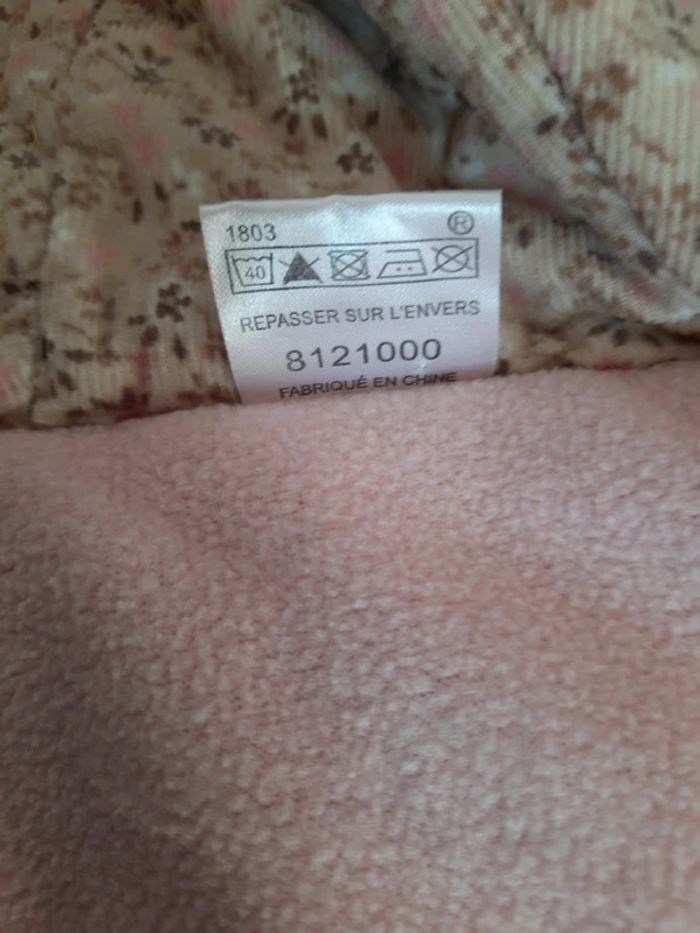 1803 ®
40
REPASSER SUR L'ENVERS
8121000
FABRIQUÉ EN CHINE